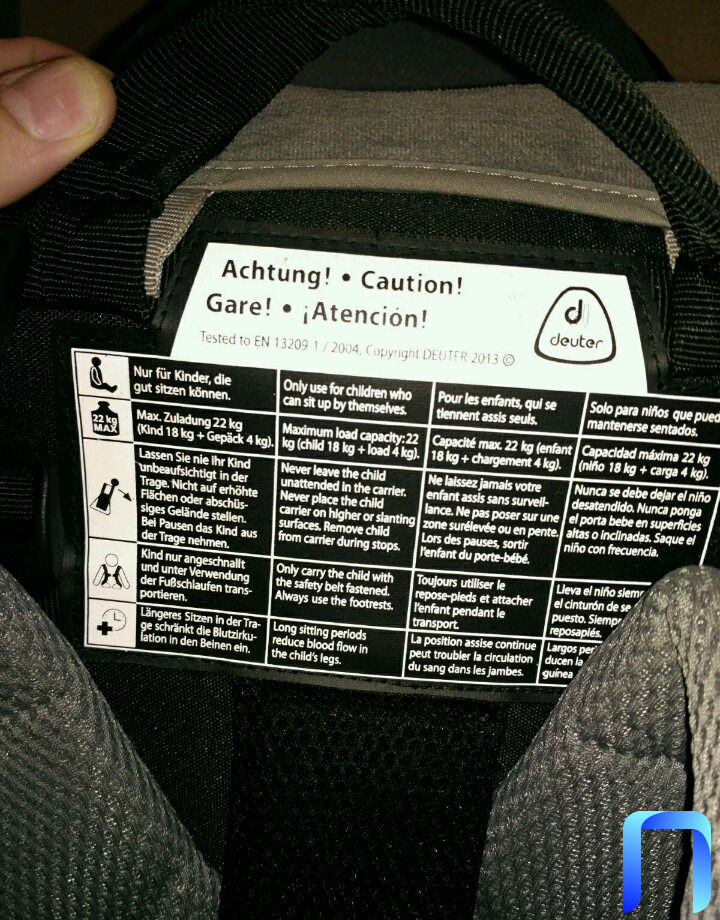 Achtung! • Caution!
Gare! • ¡Atención!
deuter
Tested to EN 13209 1 / 2004, Copyright DEUTER 2013 ©
Nur für Kinder, die
gut sitzen können.
Only use for children who
can sit up by themselves.
Pour les enfants, qui se
tiennent assis seuls.
Solo para niños que
mantenerse sentados.
22 kg
MAX
Max. Zuladung 22 kg
(Kind 18 kg + Gepäck 4 kg).
Maximum load capacity: 22
kg (child 18 kg + load 4 kg).
Capacité max. 22 kg (enfant
18 kg + chargement 4 kg).
Capacidad máxima 22 kg
(niño 18 kg + carga 4 kg).
Lassen Sie nie ihr Kind
unbeaufsichtigt in der
Trage. Nicht auf erhöhte
Flächen oder abschüs-
siges Gelände stellen.
Bei Pausen das Kind aus
der Trage nehmen.
Never leave the child
unattended in the carrier.
Never place the child
carrier on higher or slanting
surfaces. Remove child
from carrier during stops.
Ne laissez jamais votre
enfant assis sans surveil-
lance. Ne pas poser sur une
zone surélevée ou en pente.
Lors des pauses, sortir
l'enfant du porte-bébé.
Nunca se debe dejar el niño
desatendido. Nunca ponga
el porta bebe en superficies
altas o inclinadas. Saque el
niño con frecuencia.
Kind nur angeschnallt
und unter Verwendung
der Fußschlaufen trans-
portieren.
Only carry the child with
the safety belt fastened.
Always use the footrests.
Toujours utiliser le
repose-pieds et attacher
l'enfant pendant le
transport.
Lleva el niño
el cinturón de
puesto.
reposapiés.
Längeres Sitzen in der Tra-
ge schränkt die Blutzirku-
lation in den Beinen ein.
Long sitting periods
reduce blood flow in
the child's legs.
La position assise continue
peut troubler la circulation
du sang dans les jambes.
Largos